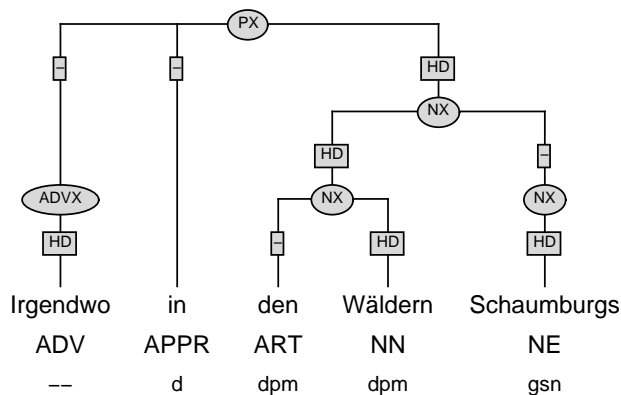 PX
– – HD
NX
HD –
ADVX NX NX
HD – HD HD
Irgendwo in den Wäldern Schaumburgs
ADV APPR ART NN NE
–– d dpm dpm gsn